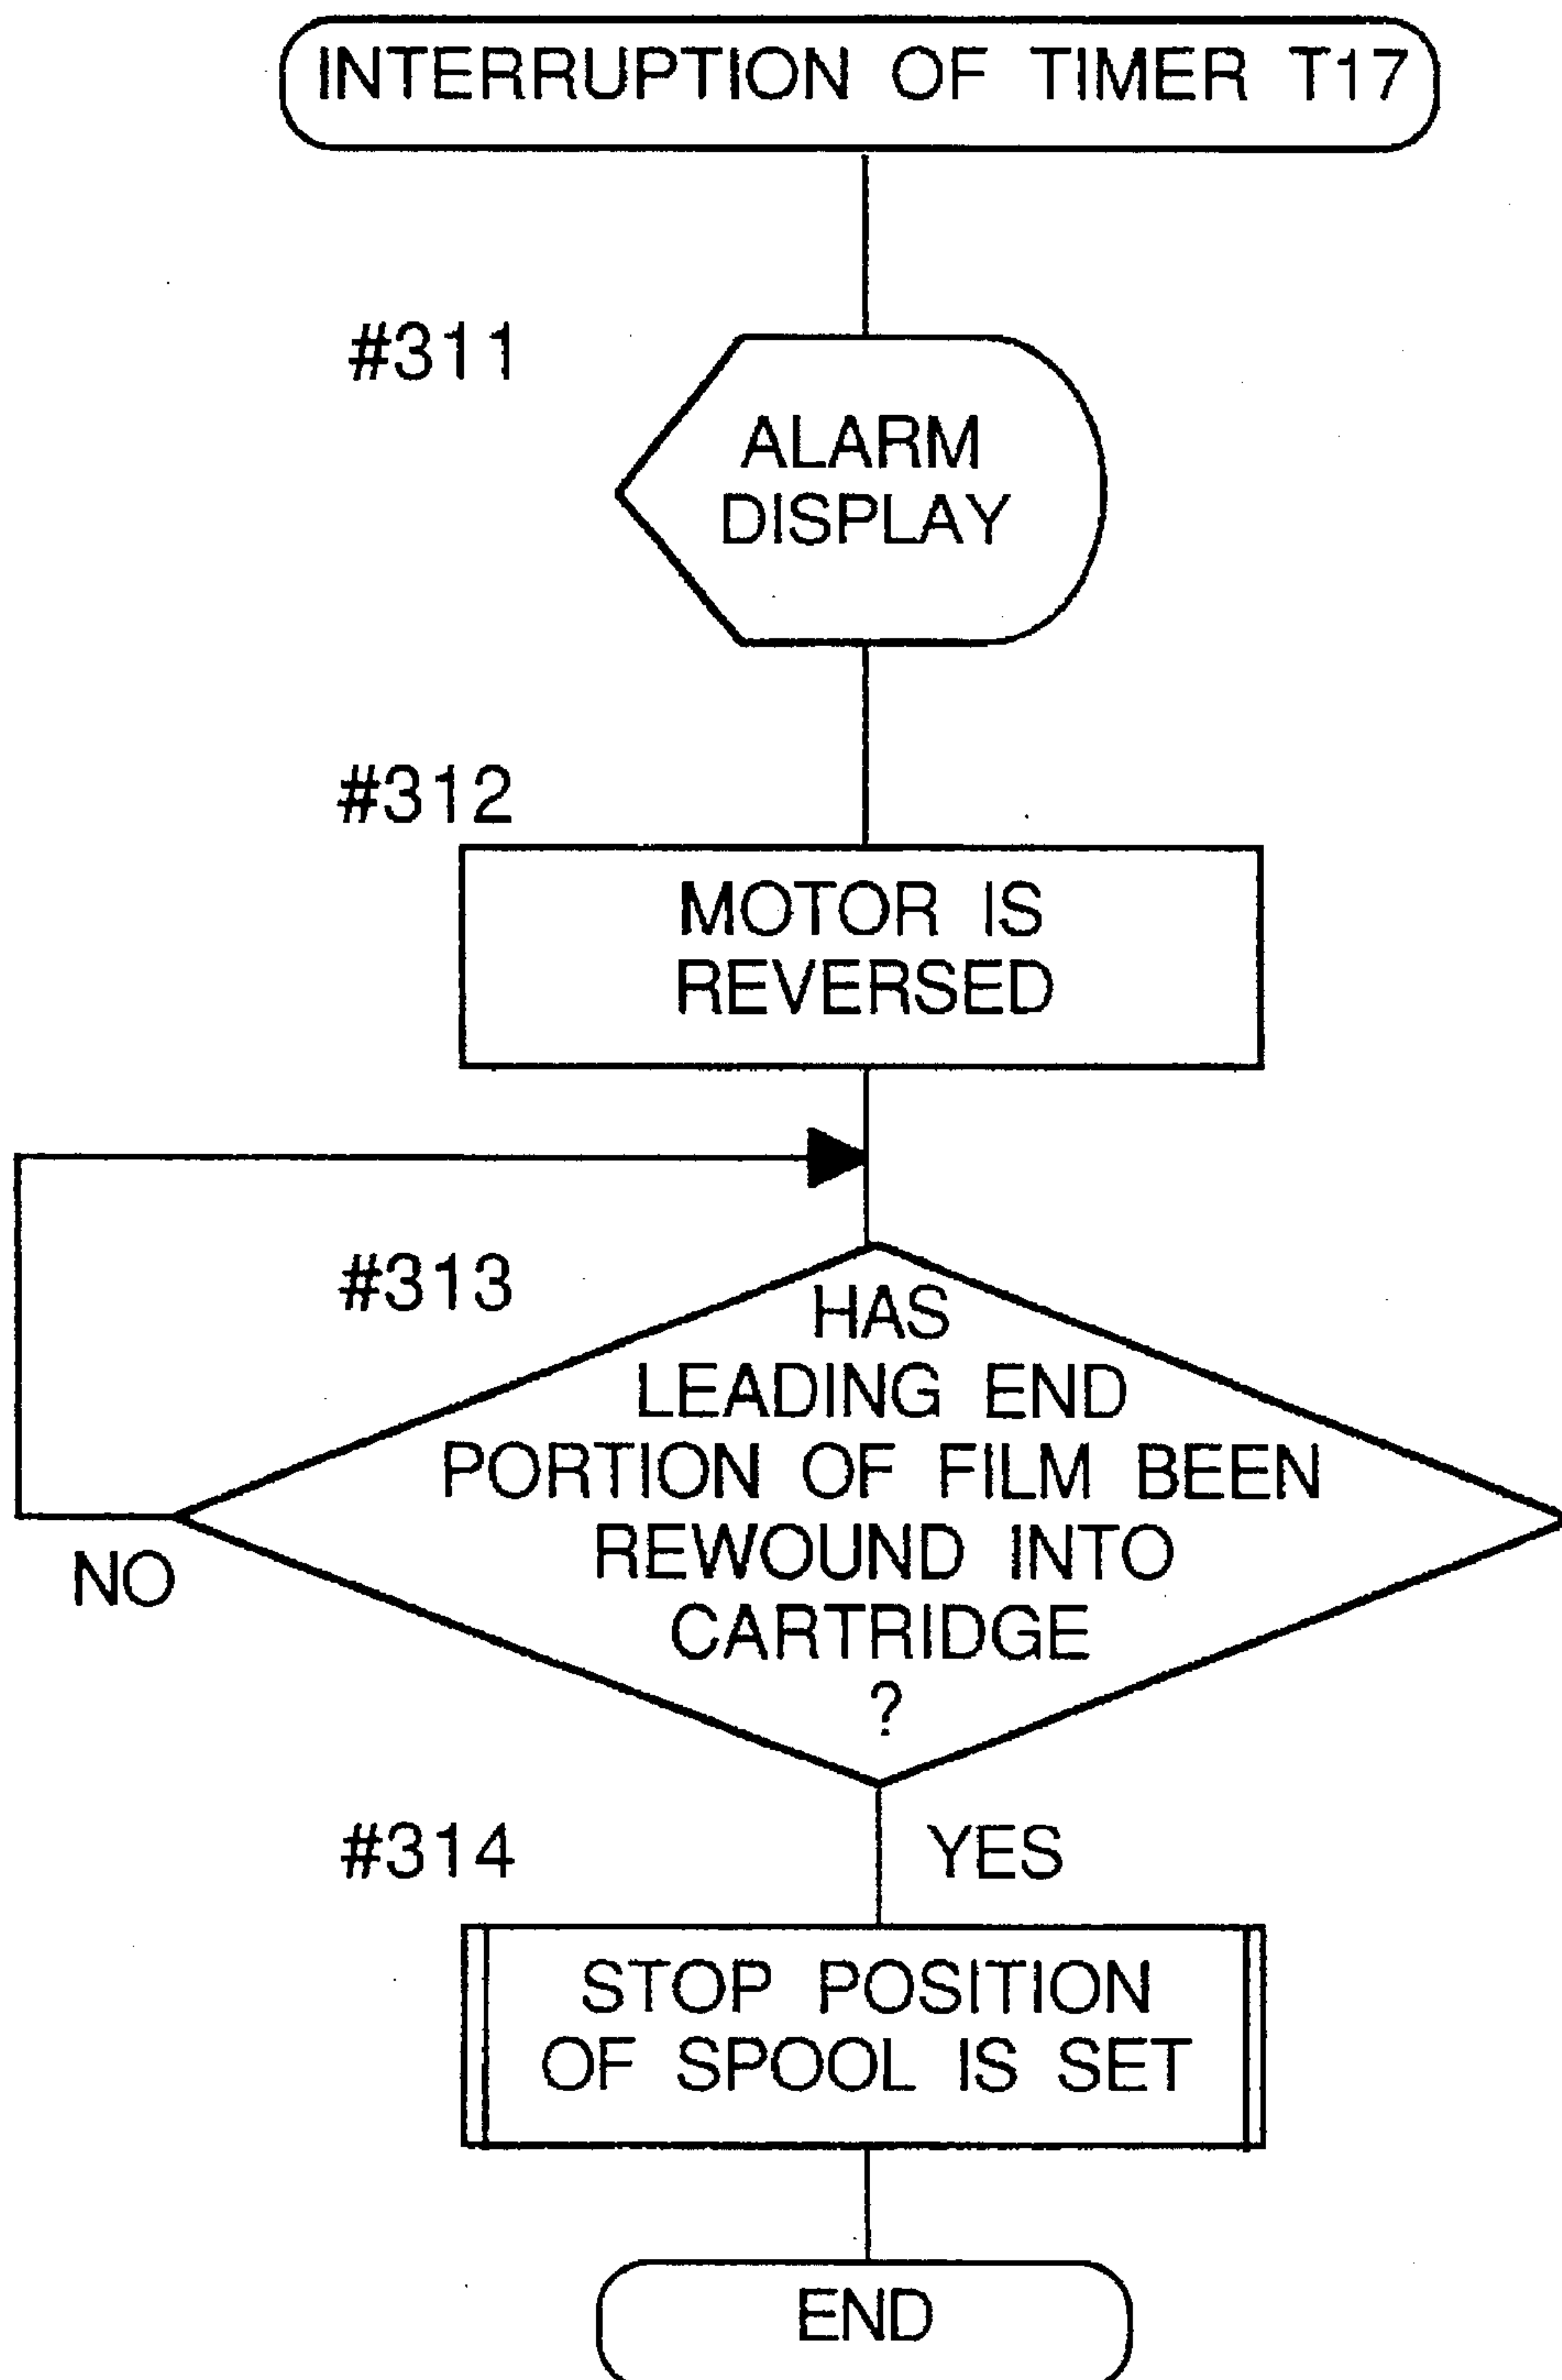 INTERRUPTION OF TIMER T17
#311
ALARM
DISPLAY
#312
MOTOR IS
REVERSED
#313
HAS
LEADING END
PORTION OF FILM BEEN
REWOUND INTO
CARTRIDGE
?
NO
#314
YES
STOP POSITION
OF SPOOL IS SET
END